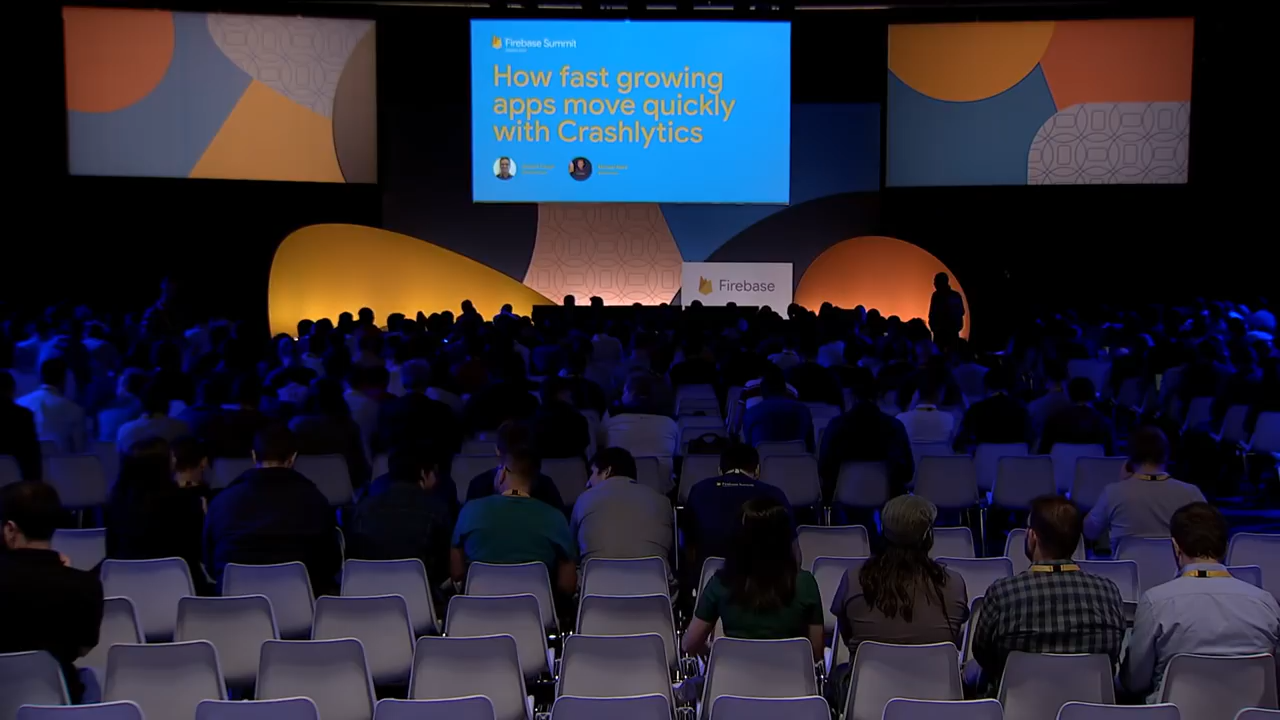 Firebase Summit
How fast growing
apps move quickly
with Crashlytics
Firebase